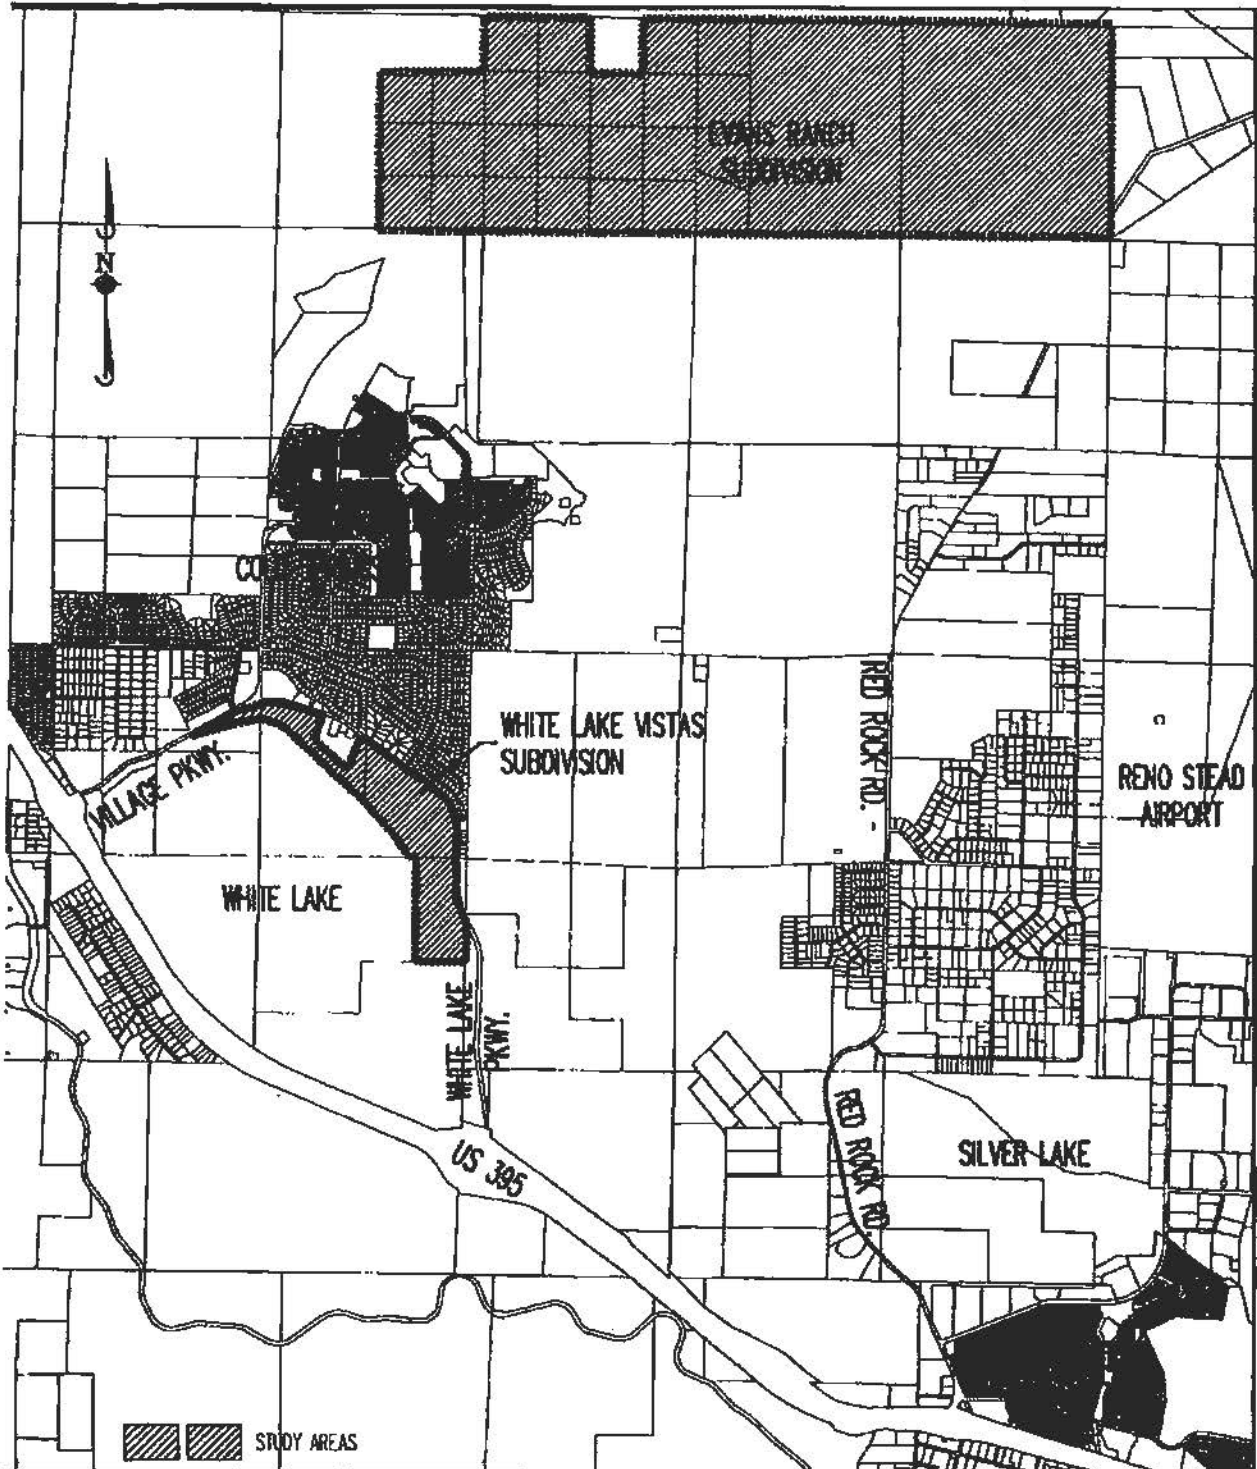 EVANS RANCH
SUBDIVISION
N
WHITE LAKE VISTAS
SUBDIVISION
RED ROCK RD.
VILLAGE PKWY.
RENO STEAD
AIRPORT
WHITE LAKE
WHITE LAKE
PKWY.
US 395
RED ROCK RD.
SILVER LAKE
STUDY AREAS